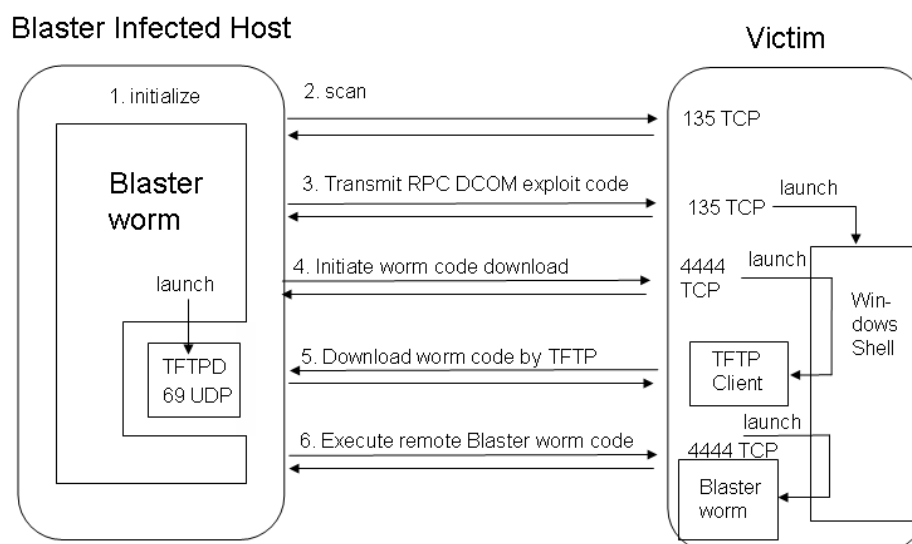 Blaster Infected Host
Victim
1. initialize
2. scan
135 TCP
Blaster
worm
3. Transmit RPC DCOM exploit code
launch
135 TCP
4. Initiate worm code download
4444
TCP
launch
launch
Win-
dows
Shell
TFTPD
69 UDP
5. Download worm code by TFTP
TFTP
Client
launch
6. Execute remote Blaster worm code
4444 TCP
Blaster
worm